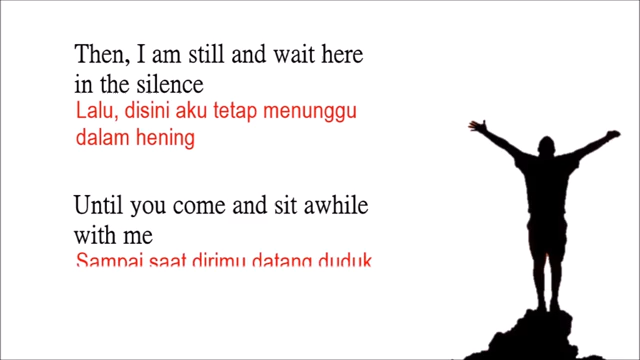 Then, I am still and wait here
in the silence
Lalu, disini aku tetap menunggu
dalam hening
Until you come and sit awhile
with me
Sampai saat dirimu datang duduk